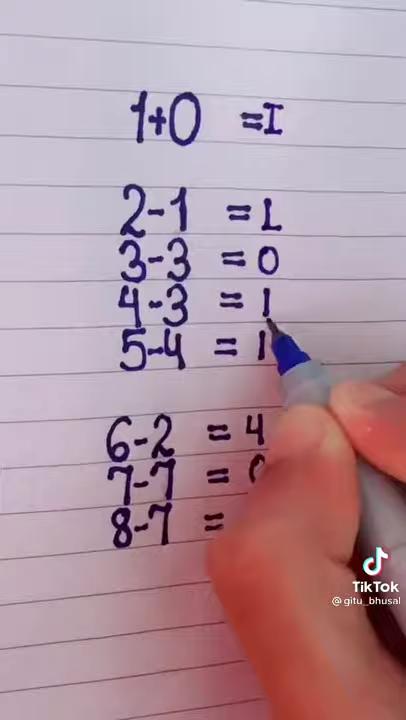 1+0 =I
2-1 =1
3-3 =0
4-3 =1
5-4 =1
6-2 =4
7-7 =
8-7 =
TikTok
@gitu_bhusal